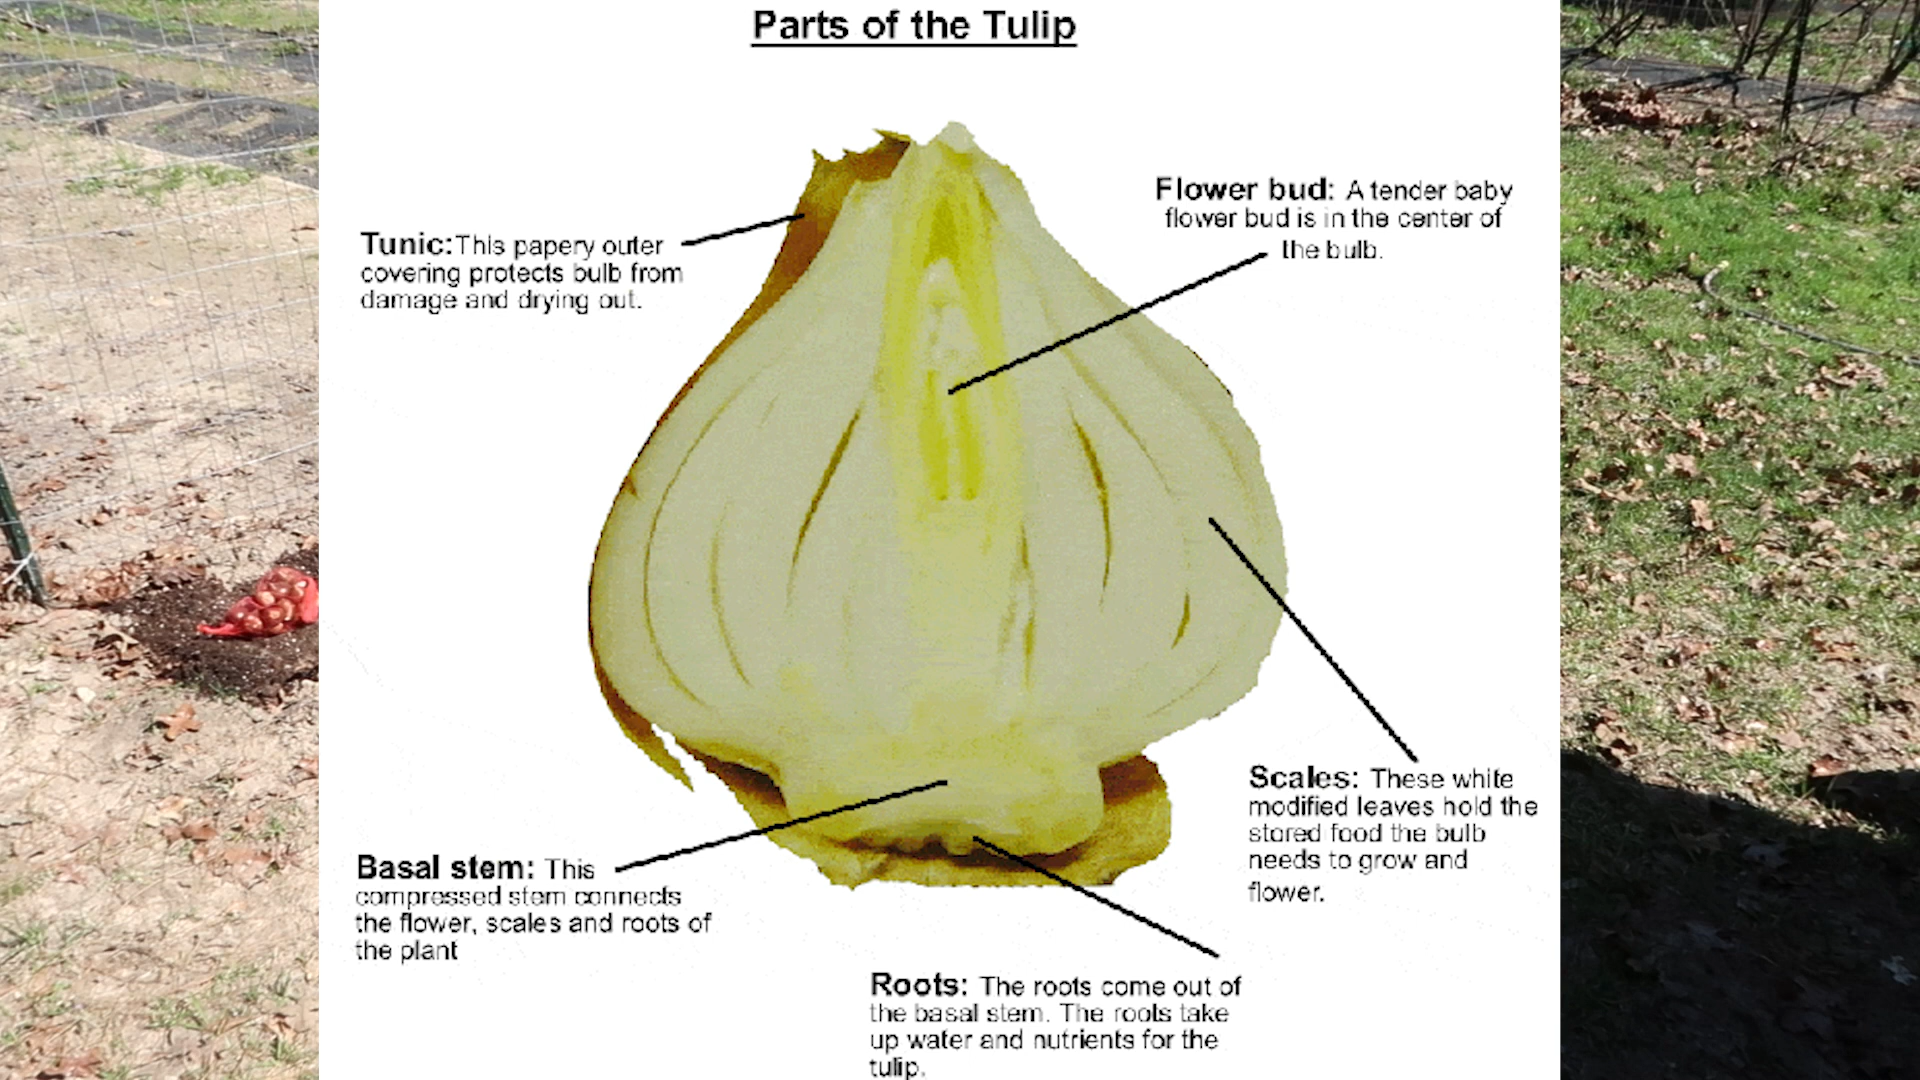 Parts of the Tulip
Flower bud: A tender baby
flower bud is in the center of
the bulb.
Tunic:This papery outer
covering protects bulb from
damage and drying out.
Scales: These white
modified leaves hold the
stored food the bulb
needs to grow and
flower.
Basal stem: This
compressed stem connects
the flower, scales and roots of
the plant
Roots: The roots come out of
the basal stem. The roots take
up water and nutrients for the
tulip.